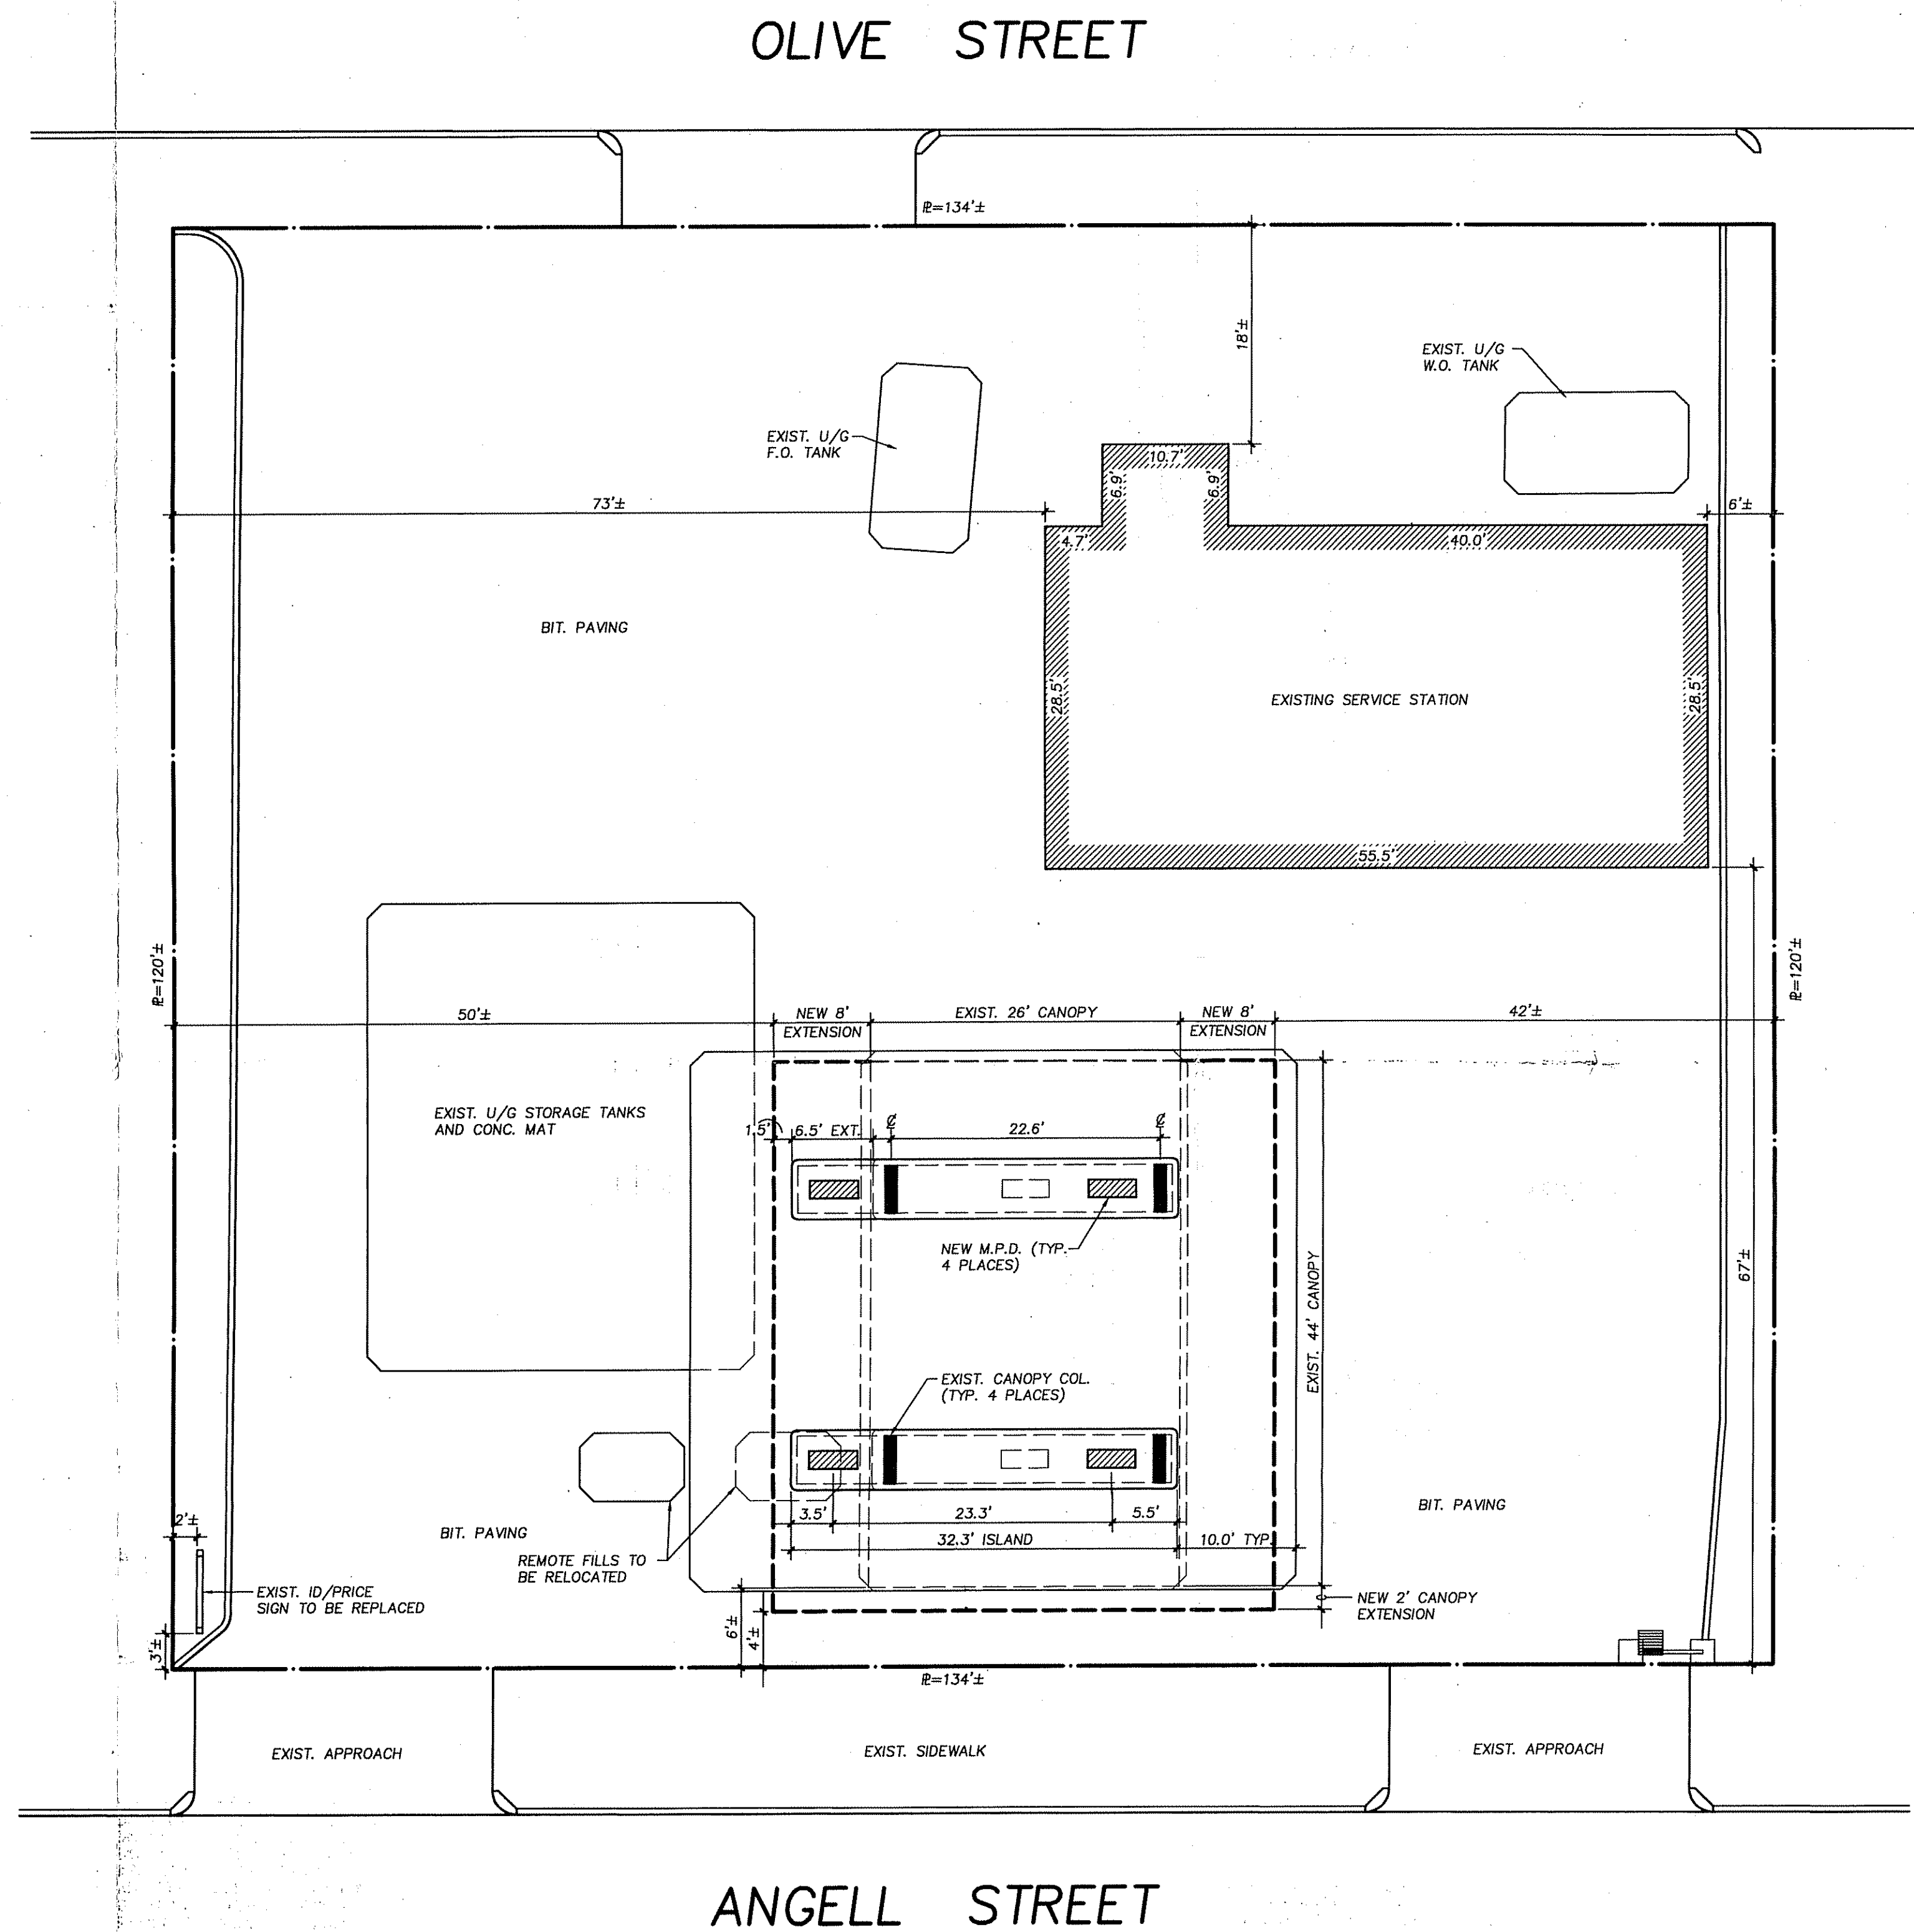 OLIVE STREET
℄=134'±
18'±
EXIST. U/G
W.O. TANK
EXIST. U/G
F.O. TANK
10.7'
6.9'
6.9'
73'±
6'±
4.7'
40.0'
BIT. PAVING
28.5'
EXISTING SERVICE STATION
28.5'
55.5'
℄=120'±
℄=120'±
50'±
NEW 8'
EXTENSION
EXIST. 26' CANOPY
NEW 8'
EXTENSION
42'±
EXIST. U/G STORAGE TANKS
AND CONC. MAT
1.5'
6.5' EXT.
℄
22.6'
℄
NEW M.P.D. (TYP.
4 PLACES)
EXIST. 44' CANOPY
67'±
EXIST. CANOPY COL.
(TYP. 4 PLACES)
3.5'
23.3'
5.5'
32.3' ISLAND
10.0' TYP.
BIT. PAVING
2'±
BIT. PAVING
REMOTE FILLS TO
BE RELOCATED
EXIST. ID/PRICE
SIGN TO BE REPLACED
NEW 2' CANOPY
EXTENSION
3'±
6'±
4'±
℄=134'±
EXIST. APPROACH
EXIST. SIDEWALK
EXIST. APPROACH
ANGELL STREET